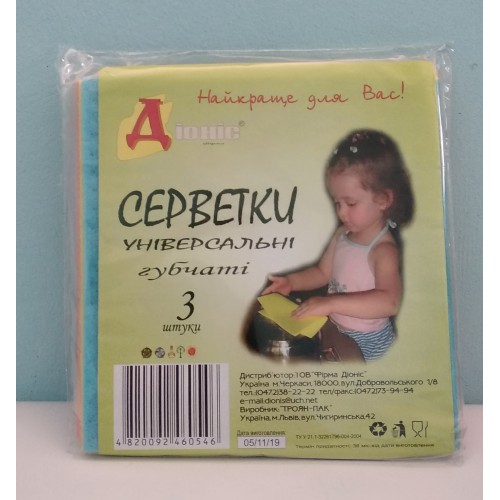 Діоніс®
Найкраще для Вас!
СЕРВЕТКИ
УНІВЕРСАЛЬНІ
губчаті
3
штуки
Дистриб'ютор:ТОВ "Фірма Діоніс"
Україна м.Черкаси.18000.вул.Добровольського 1/8
тел.:(0472)38-22-22 тел/факс:(0472)73-94-94
e-mail:dionis@uch.net
Виробник:"ТРОЯН-ПАК"
Україна,м.Львів, вул.Чигиринська,42
Дата виготовлення:
05/11/19
4 820092 460546